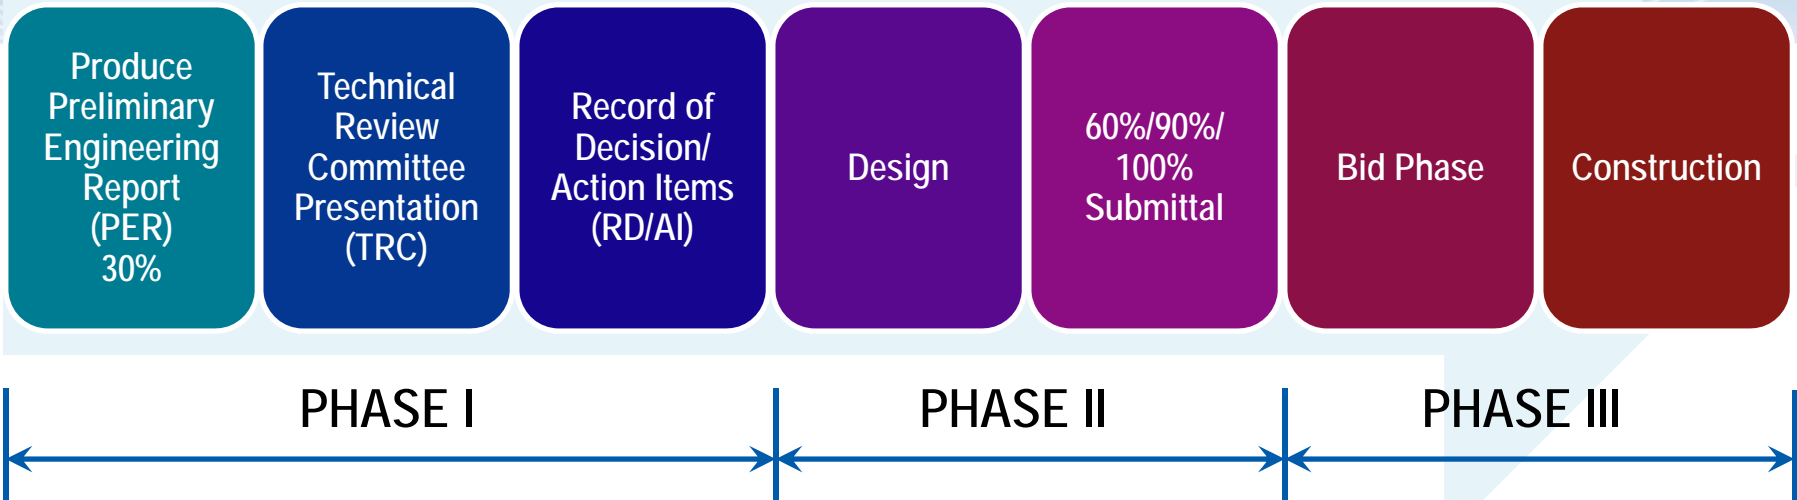 Produce
Preliminary
Engineering
Report
(PER)
30%
Technical
Review
Committee
Presentation
(TRC)
Record of
Decision/
Action Items
(RD/AI)
Design
60%/90%/
100%
Submittal
Bid Phase
Construction
PHASE I
PHASE II
PHASE III